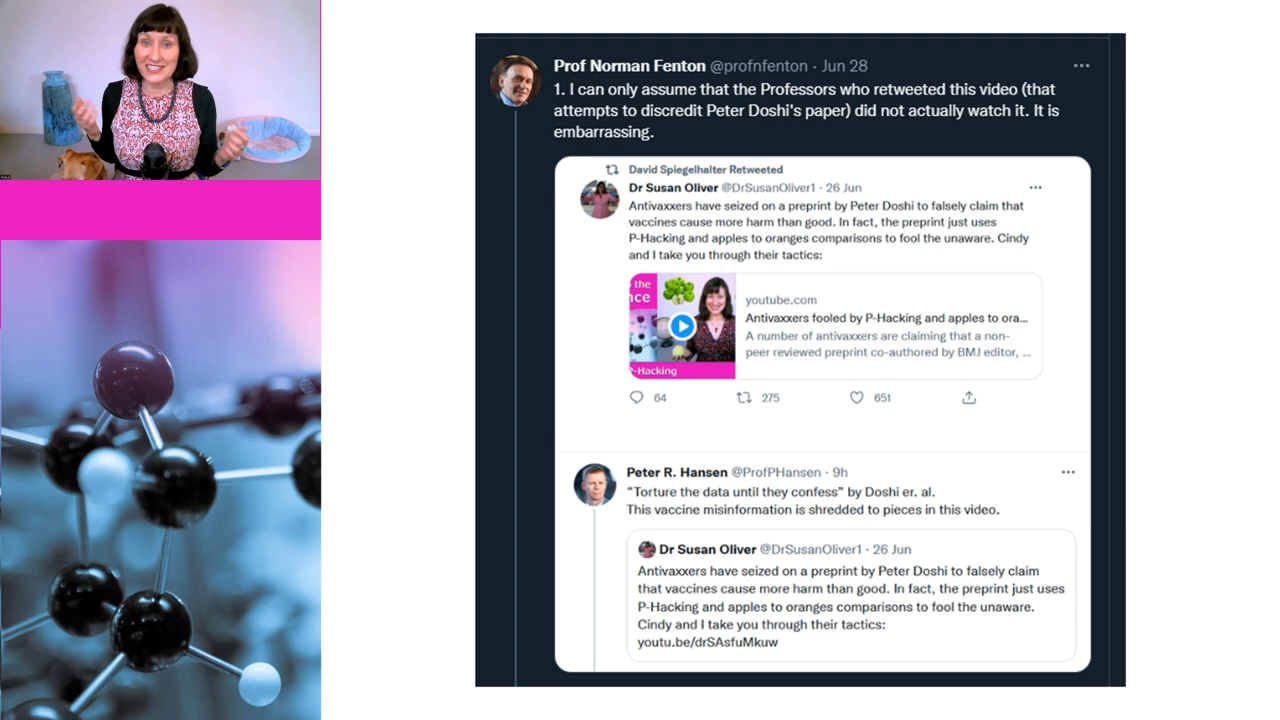 Prof Norman Fenton @profnfenton · Jun 28
1. I can only assume that the Professors who retweeted this video (that
attempts to discredit Peter Doshi's paper) did not actually watch it. It is
embarrassing.
David Spiegelhalter Retweeted
Dr Susan Oliver @DrSusanOliver1 · 26 Jun
Antivaxxers have seized on a preprint by Peter Doshi to falsely claim that
vaccines cause more harm than good. In fact, the preprint just uses
P-Hacking and apples to oranges comparisons to fool the unaware. Cindy
and I take you through their tactics:
the
nce
P-Hacking
youtube.com
Antivaxxers fooled by P-Hacking and apples to ora...
A number of antivaxxers are claiming that a non-
peer reviewed preprint co-authored by BMJ editor, ...
64 275 651
Peter R. Hansen @ProfPHansen · 9h
“Torture the data until they confess” by Doshi er. al.
This vaccine misinformation is shredded to pieces in this video.
Dr Susan Oliver @DrSusanOliver1 · 26 Jun
Antivaxxers have seized on a preprint by Peter Doshi to falsely claim
that vaccines cause more harm than good. In fact, the preprint just uses
P-Hacking and apples to oranges comparisons to fool the unaware.
Cindy and I take you through their tactics:
youtu.be/drSAsfuMkuw